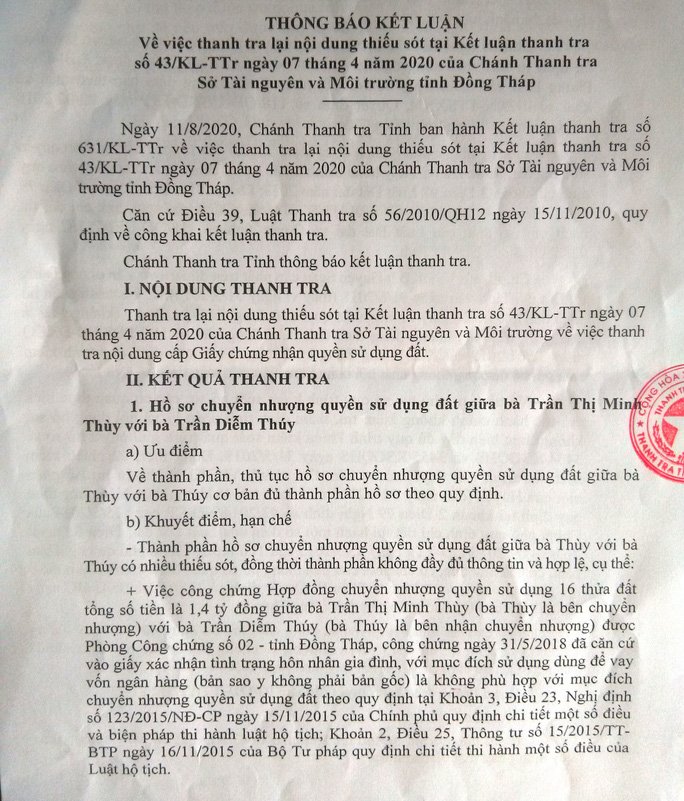 THÔNG BÁO KẾT LUẬN
Về việc thanh tra lại nội dung thiếu sót tại Kết luận thanh tra
số 43/KL-TTr ngày 07 tháng 4 năm 2020 của Chánh Thanh tra
Sở Tài nguyên và Môi trường tỉnh Đồng Tháp
Ngày 11/8/2020, Chánh Thanh tra Tỉnh ban hành Kết luận thanh tra số
631/KL-TTr về việc thanh tra lại nội dung thiếu sót tại Kết luận thanh tra số
43/KL-TTr ngày 07 tháng 4 năm 2020 của Chánh Thanh tra Sở Tài nguyên và Môi
trường tỉnh Đồng Tháp.
Căn cứ Điều 39, Luật Thanh tra số 56/2010/QH12 ngày 15/11/2010, quy
định về công khai kết luận thanh tra.
Chánh Thanh tra Tỉnh thông báo kết luận thanh tra.
I. NỘI DUNG THANH TRA
Thanh tra lại nội dung thiếu sót tại Kết luận thanh tra số 43/KL-TTr ngày 07
tháng 4 năm 2020 của Chánh Thanh tra Sở Tài nguyên và Môi trường về việc thanh
tra nội dung cấp Giấy chứng nhận quyền sử dụng đất.
II. KẾT QUẢ THANH TRA
1. Hồ sơ chuyển nhượng quyền sử dụng đất giữa bà Trần Thị Minh
Thùy với bà Trần Diễm Thúy
a) Ưu điểm
Về thành phần, thủ tục hồ sơ chuyển nhượng quyền sử dụng đất giữa bà
Thùy với bà Thúy cơ bản đủ thành phần hồ sơ theo quy định.
b) Khuyết điểm, hạn chế
- Thành phần hồ sơ chuyển nhượng quyền sử dụng đất giữa bà Thùy với bà
Thúy có nhiều thiếu sót, đồng thời thành phần không đầy đủ thông tin và hợp lệ, cụ thể:
+ Việc công chứng Hợp đồng chuyển nhượng quyền sử dụng 16 thửa đất
tổng số tiền là 1,4 tỷ đồng giữa bà Trần Thị Minh Thùy (bà Thùy là bên chuyển
nhượng) với bà Trần Diễm Thúy (bà Thúy là bên nhận chuyển nhượng) được
Phòng Công chứng số 02 - tỉnh Đồng Tháp, công chứng ngày 31/5/2018 đã căn cứ
vào giấy xác nhận tình trạng hôn nhân gia đình, với mục đích sử dụng dùng để vay
vốn ngân hàng (bản sao y không phải bản gốc) là không phù hợp với mục đích
chuyển nhượng quyền sử dụng đất theo quy định tại Khoản 3, Điều 23, Nghị định
số 123/2015/NĐ-CP ngày 15/11/2015 của Chính phủ quy định chi tiết một số điều
và biện pháp thi hành luật hộ tịch; Khoản 2, Điều 25, Thông tư số 15/2015/TT-
BTP ngày 16/11/2015 của Bộ Tư pháp quy định chi tiết thi hành một số điều của
Luật hộ tịch.
CỘNG HÒA
THANH TRA